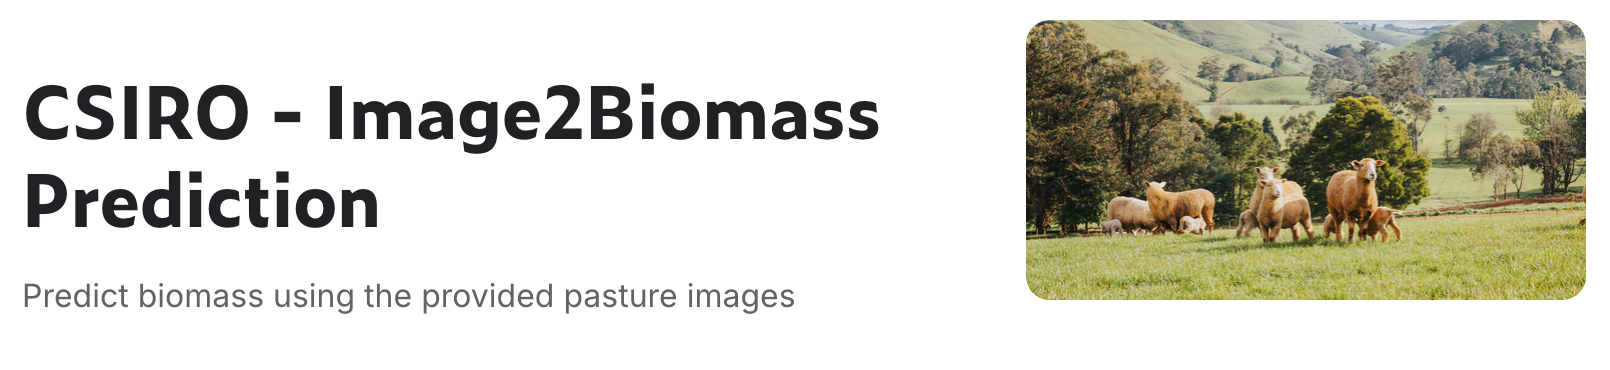 CSIRO - Image2Biomass
Prediction
Predict biomass using the provided pasture images